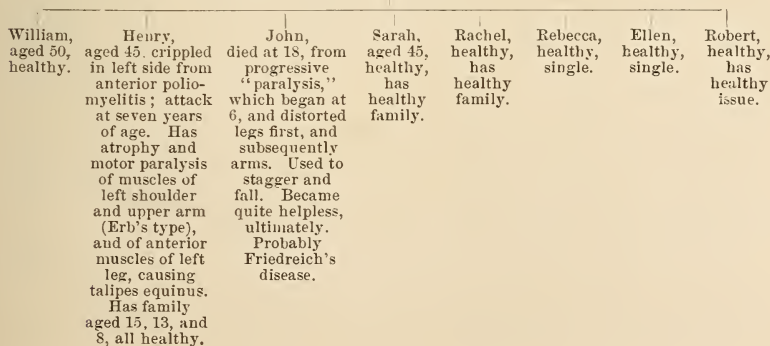 William,
aged 50,
healthy.
Henry,
aged 45. crippled
in left side from
anterior polio-
myelitis; attack
at seven years
of age. Has
atrophy and
motor paralysis
of muscles of
left shoulder
and upper arm
(Erb's type),
and of anterior
muscles of left
leg, causing
talipes equinus.
Has family
aged 15, 13, and
8, all healthy.
John,
died at 18, from
progressive
"paralysis,"
which began at
6, and distorted
legs first, and
subsequently
arms. Used to
stagger and
fall. Became
quite helpless,
ultimately.
Probably
Friedreich's
disease.
Sarah,
aged 45,
healthy,
has
healthy
family.
Rachel,
healthy,
has
healthy
family.
Rebecca,
healthy,
single.
Ellen,
healthy,
single.
Robert,
healthy,
has
healthy
issue.